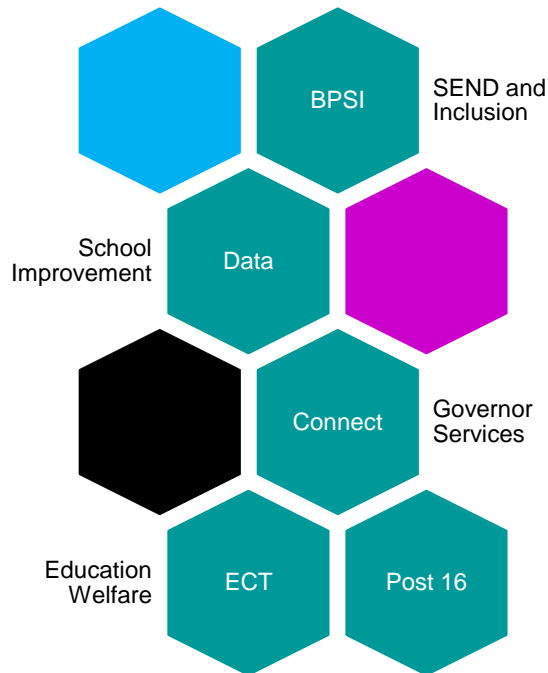 BPSI
SEND and
Inclusion
School
Improvement
Data
Connect
Governor
Services
Education
Welfare
ECT
Post 16